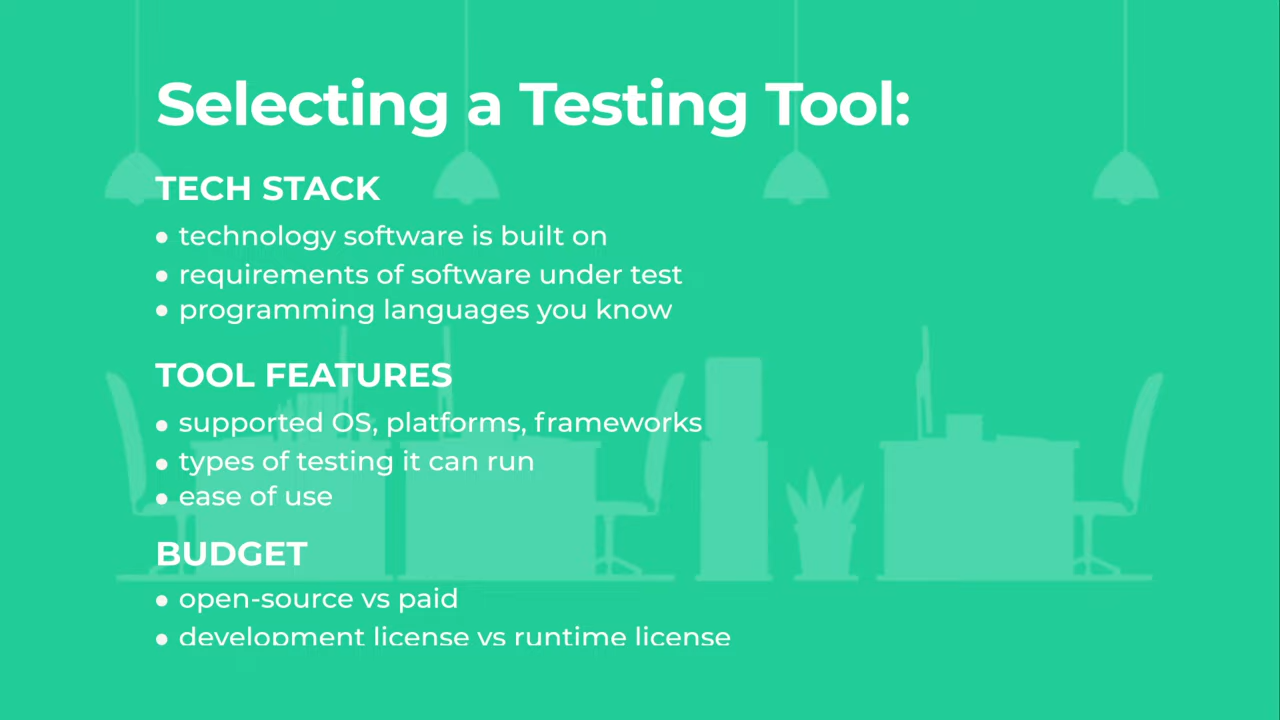 Selecting a Testing Tool:
TECH STACK
• technology software is built on
• requirements of software under test
• programming languages you know
TOOL FEATURES
• supported OS, platforms, frameworks
• types of testing it can run
• ease of use
BUDGET
• open-source vs paid
• development license vs runtime license